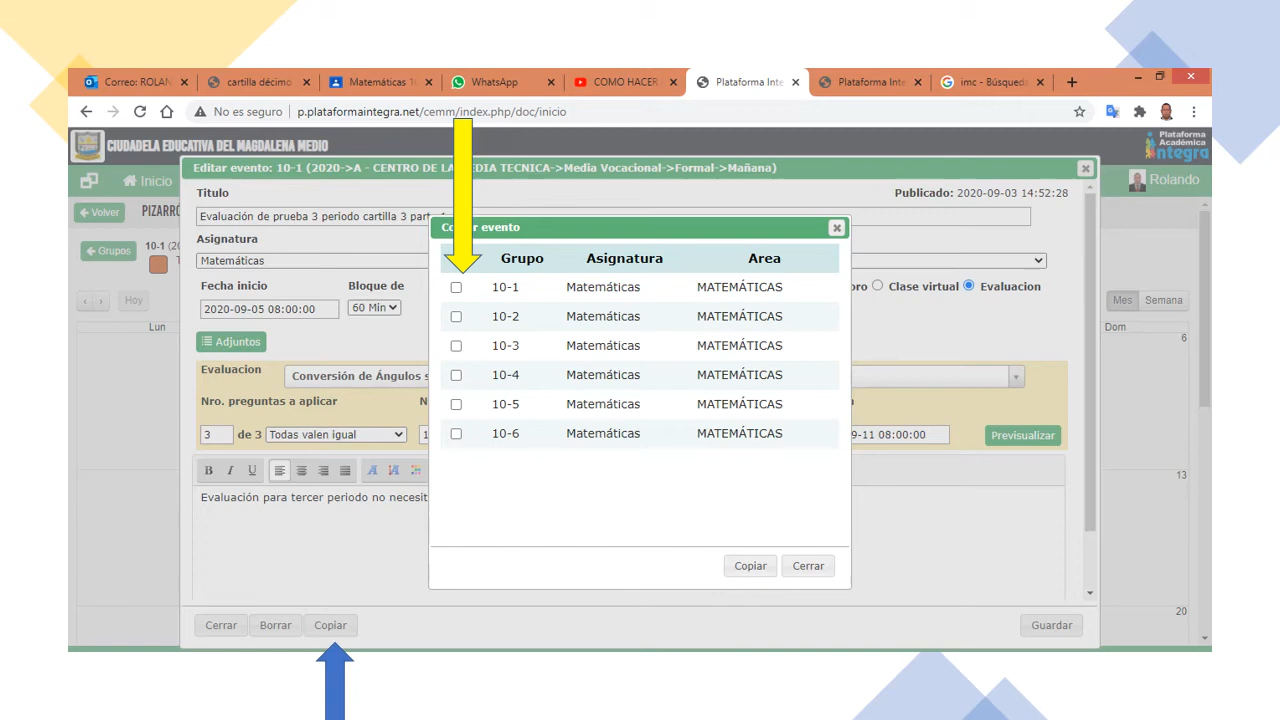 Correo: ROLAN
cartilla décimo
Matemáticas 1
WhatsApp
COMO HACER
Plataforma Inte
Plataforma Inte
imc - Búsqued
No es seguro
p.plataformaintegra.net/cemm/index.php/doc/inicio
CIUDADELA EDUCATIVA DEL MAGDALENA MEDIO
Plataforma
Académica
Integra
Inicio
Rolando
Volver
PIZARRÓ
Grupos
10-1 (20
Hoy
Mes
Semana
Lun
Dom
6
13
20
Editar evento: 10-1 (2020->A - CENTRO DE LA MEDIA TECNICA->Media Vocacional->Formal->Mañana)
Titulo
Publicado: 2020-09-03 14:52:28
Evaluación de prueba 3 periodo cartilla 3 part
Asignatura
Matemáticas
Fecha inicio
Bloque de
2020-09-05 08:00:00
60 Min
Clase virtual
Evaluacion
Adjuntos
Evaluacion
Conversión de Ángulos s
Nro. preguntas a aplicar
3
de 3
Todas valen igual
9-11 08:00:00
Previsualizar
B I U
Evaluación para tercer periodo no necesit
evento
Grupo Asignatura Area
10-1 Matemáticas MATEMÁTICAS
10-2 Matemáticas MATEMÁTICAS
10-3 Matemáticas MATEMÁTICAS
10-4 Matemáticas MATEMÁTICAS
10-5 Matemáticas MATEMÁTICAS
10-6 Matemáticas MATEMÁTICAS
Copiar
Cerrar
Cerrar
Borrar
Copiar
Guardar